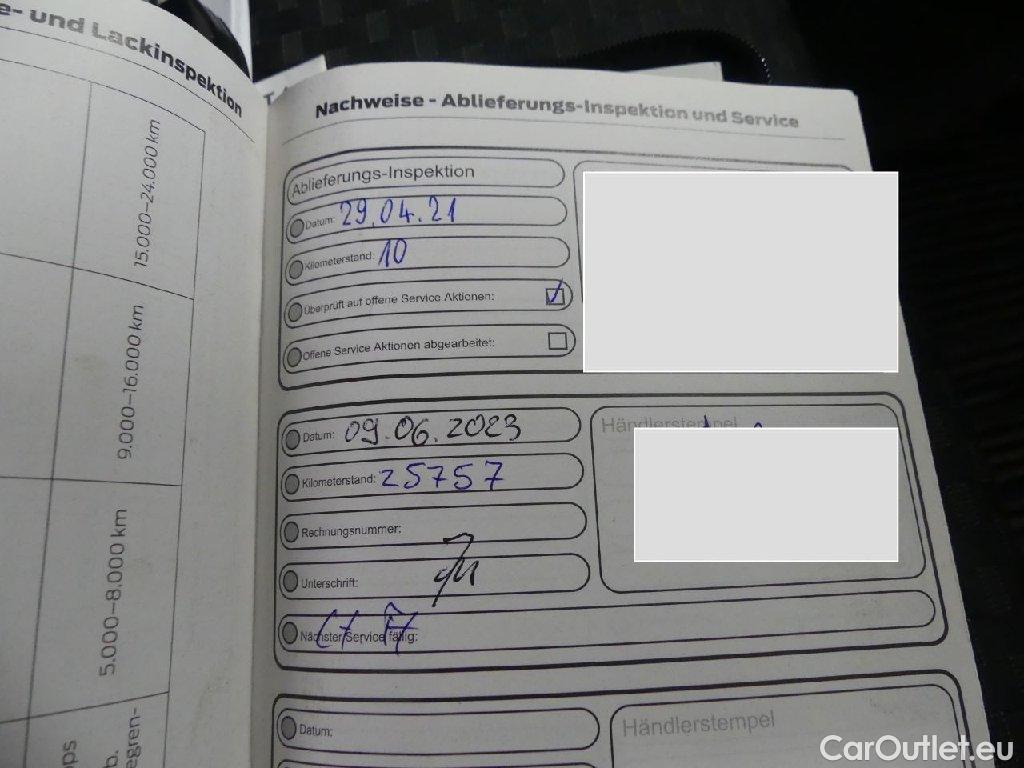 e- und Lackinspektion
15.000–24.000 km
9.000–16.000 km
5.000–8.000 km
Nachweise - Ablieferungs-Inspektion und Service
Ablieferungs-Inspektion
Datum: 29.04.21
Kilometerstand: 10
Überprüft auf offene Service Aktionen:
Offene Service Aktionen abgearbeitet:
Datum: 09.06.2023
Händlerstempel
Kilometerstand: 25757
Rechnungsnummer:
Unterschrift:
Nächster Service fällig:
Datum:
Händlerstempel
CarOutlet.eu